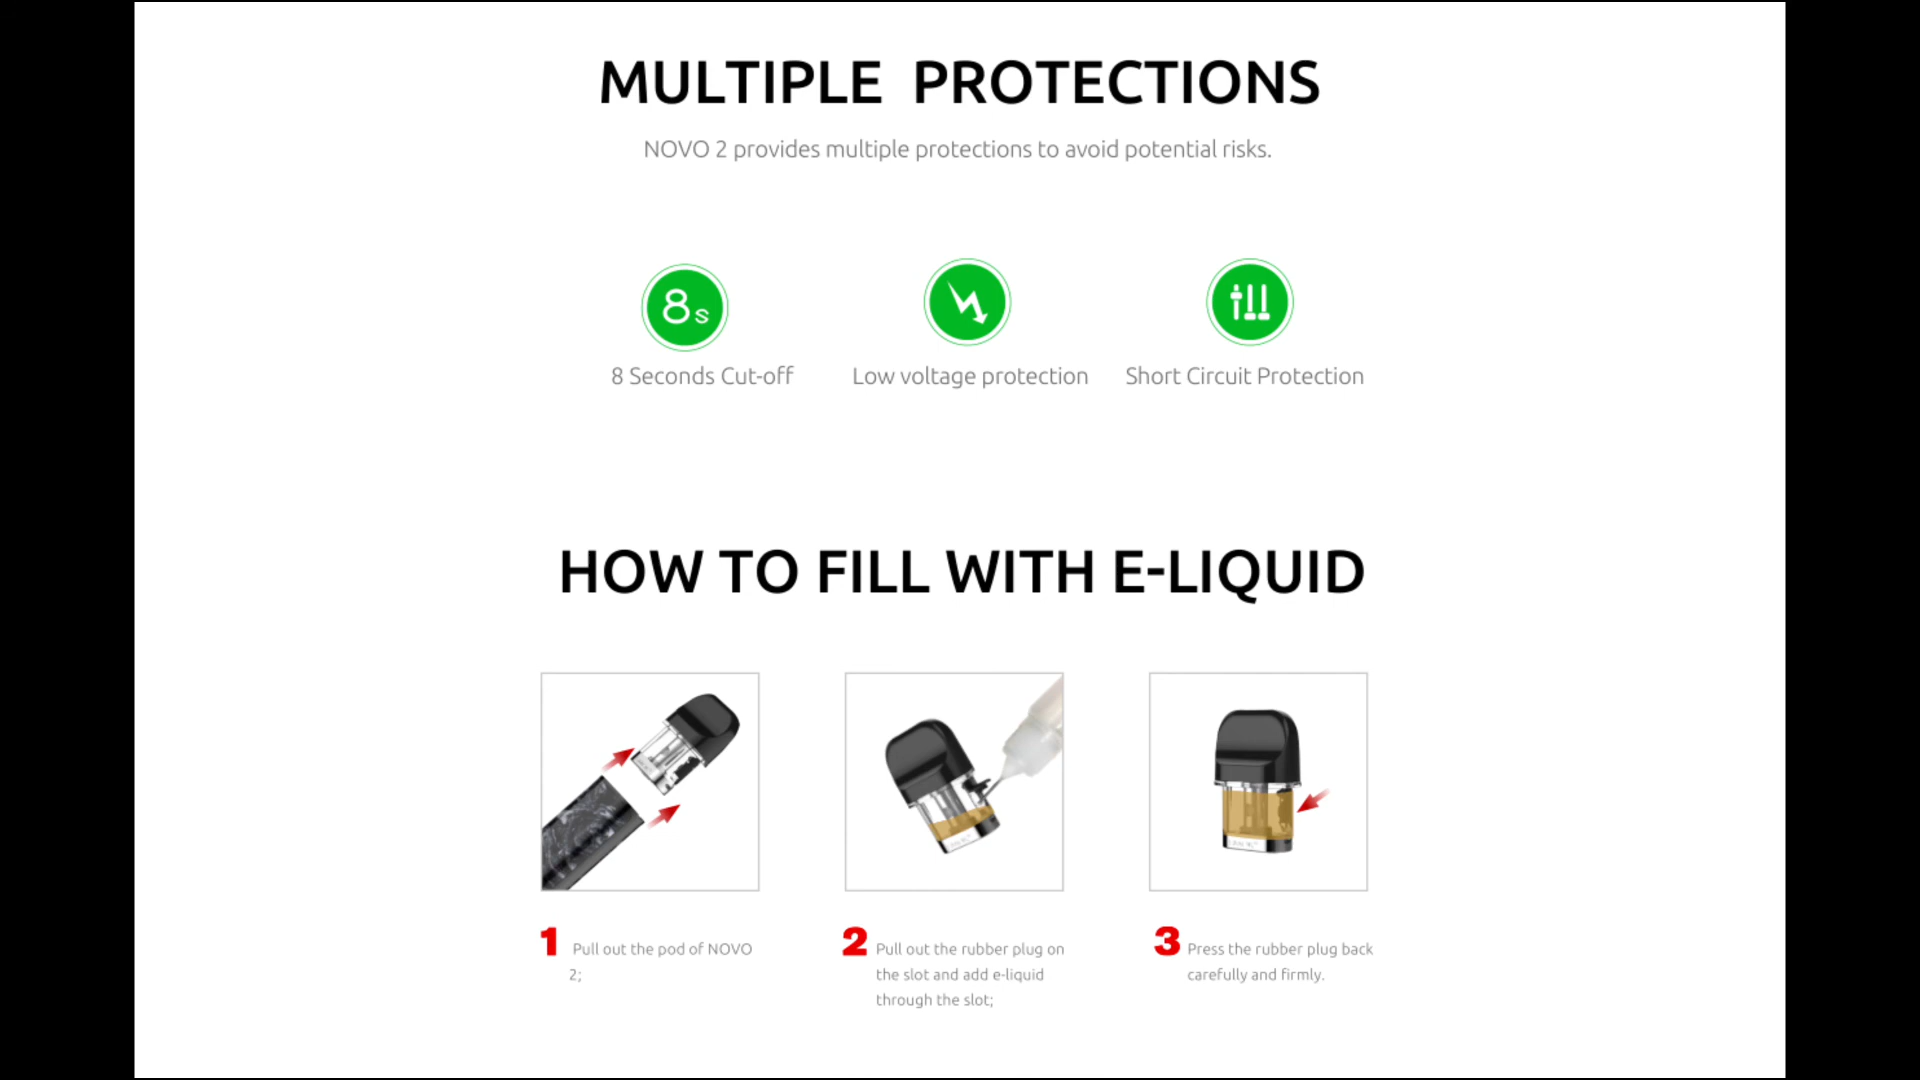 MULTIPLE PROTECTIONS
NOVO 2 provides multiple protections to avoid potential risks.
8s
8 Seconds Cut-off
Low voltage protection
Short Circuit Protection
HOW TO FILL WITH E-LIQUID
1 Pull out the pod of NOVO
2;
2 Pull out the rubber plug on
the slot and add e-liquid
through the slot;
3 Press the rubber plug back
carefully and firmly.